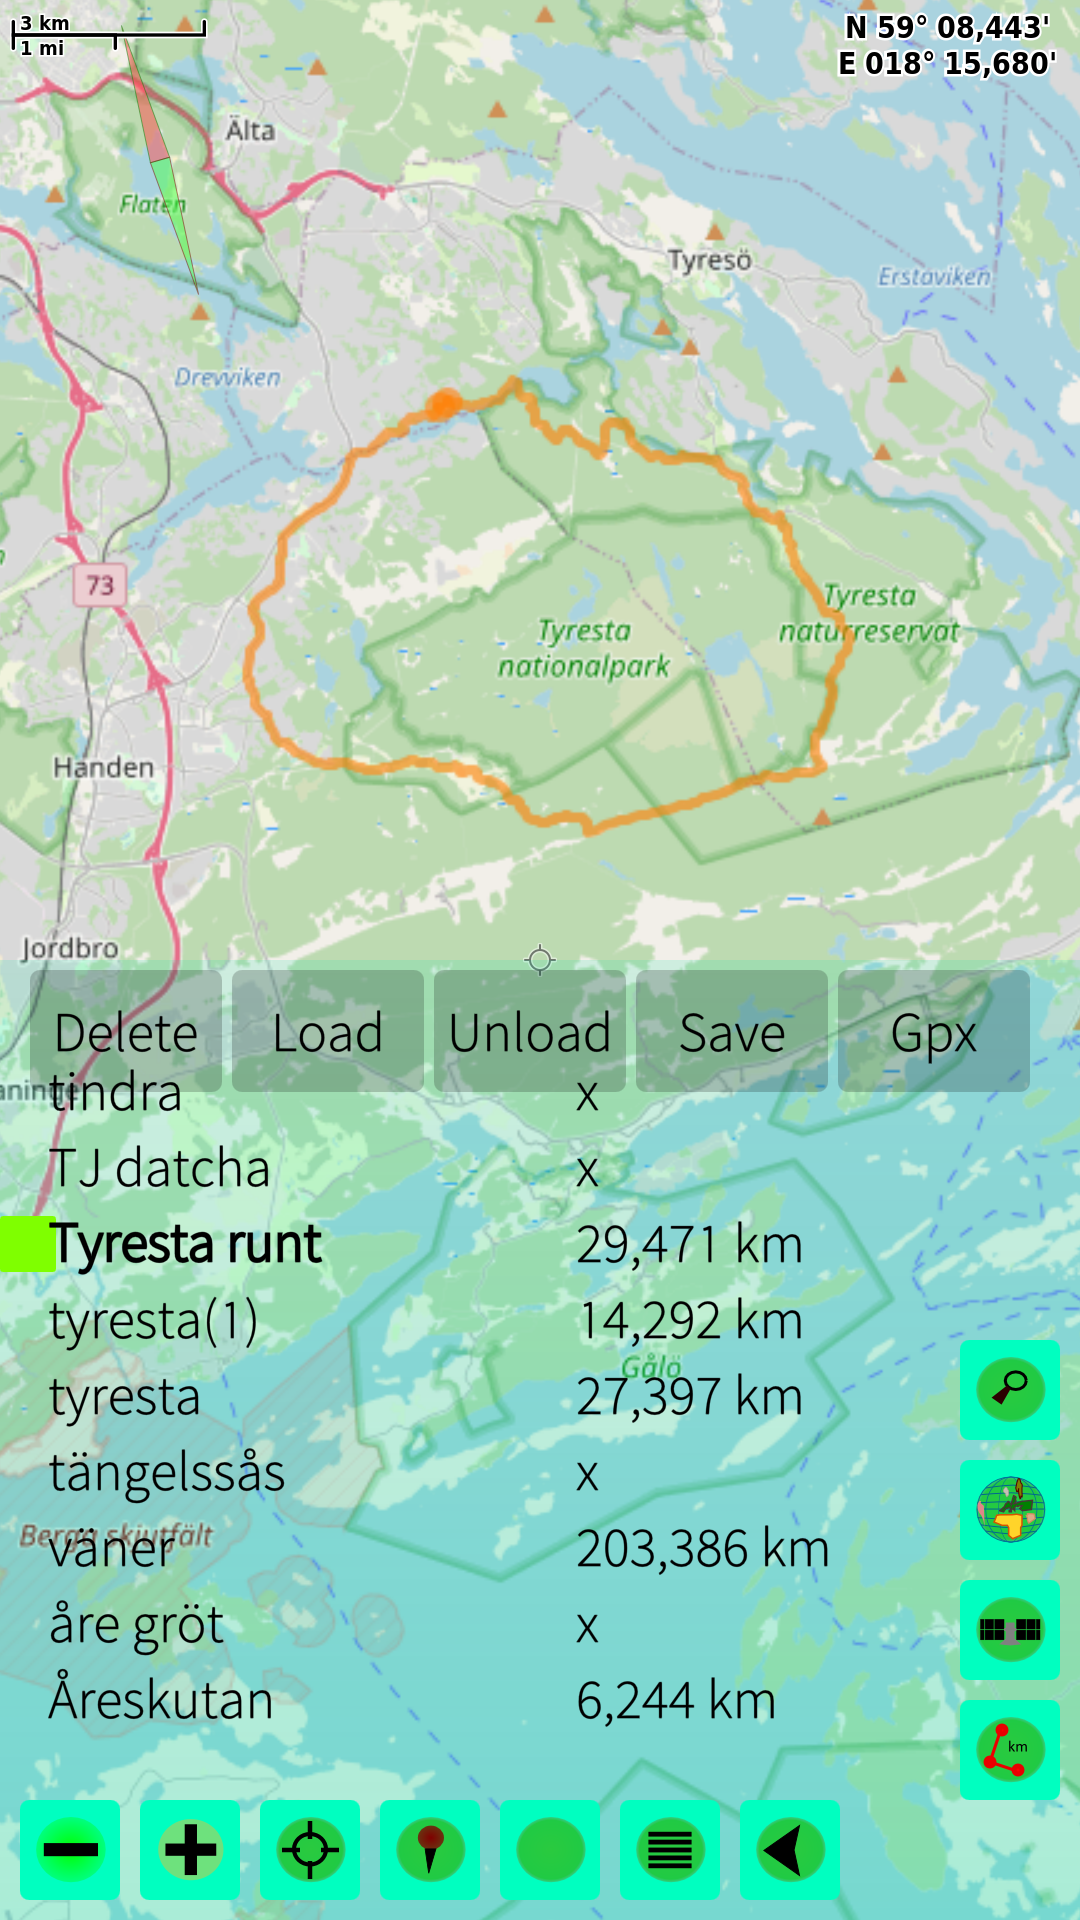 3 km
1 mi
N 59° 08,443'
E 018° 15,680'
Älta
Flaten
Tyresö
Erstaviken
Drevviken
73
Tyresta
naturreservat
Tyresta
nationalpark
Handen
Jordbro
Delete
Load
Unload
Save
Gpx
aninge
tindra x
TJ datcha x
Tyresta runt 29,471 km
tyresta(1) 14,292 km
Gålö
tyresta 27,397 km
tängelssås x
Berga skjutfält
väner 203,386 km
åre gröt x
Åreskutan 6,244 km
km